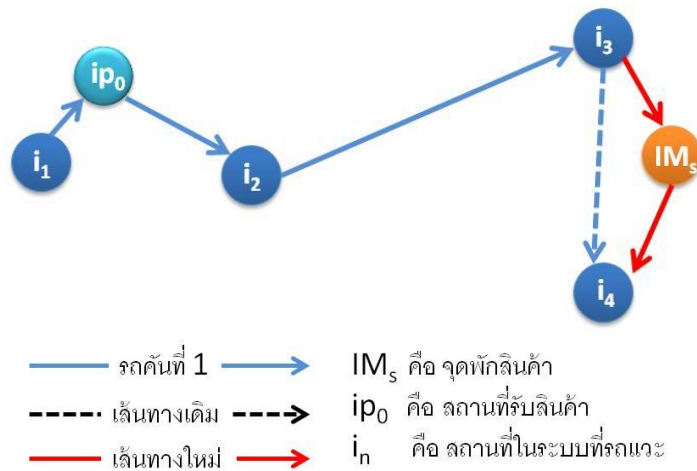 i3
ip0
i1
i2
IMs
i4
รถคันที่ 1
IMs คือ จุดพักสินค้า
เส้นทางเดิม
ip0 คือ สถานที่รับสินค้า
เส้นทางใหม่
in คือ สถานที่ในระบบที่รถแวะ